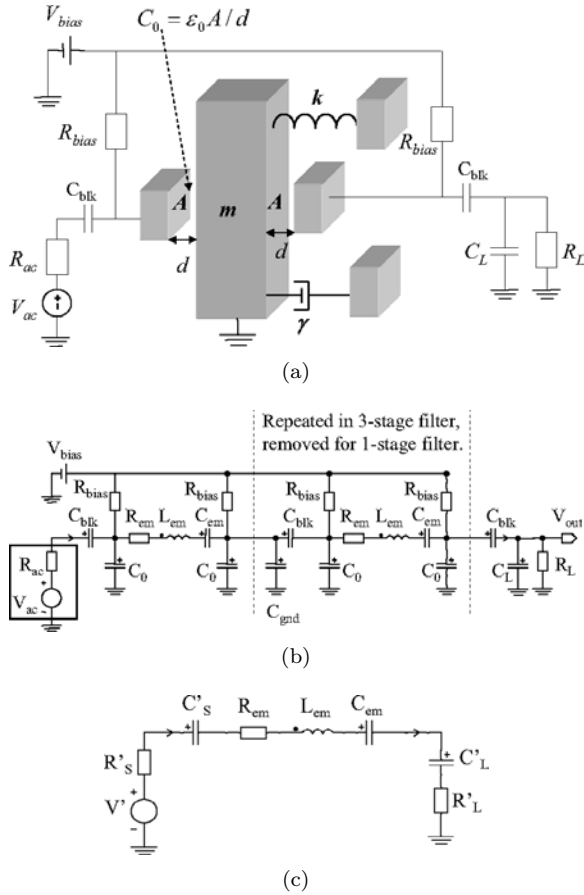 V_bias
C_0 = ε_0 A / d
R_bias
k
R_bias
C_blk
C_blk
A
m
A
R_ac
d
d
C_L
R_L
V_ac
γ
(a)
Repeated in 3-stage filter,
removed for 1-stage filter.
V_bias
R_bias
R_bias
R_bias
R_bias
C_blk
R_em
L_em
C_em
C_blk
R_em
L_em
C_em
C_blk
V_out
R_ac
V_ac
C_0
C_0
C_gnd
C_0
C_0
C_L
R_L
(b)
C'_S
R_em
L_em
C_em
R'_S
C'_L
V'
R'_L
(c)